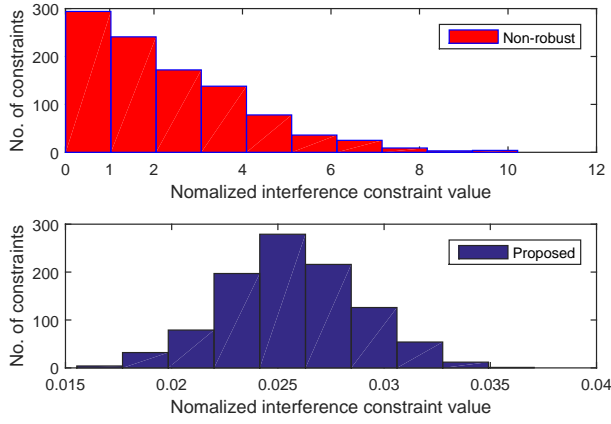 300
200
100
0
No. of constraints
Non-robust
0 1 2 4 6 8 10 12
Nomalized interference constraint value
300
200
100
0
No. of constraints
Proposed
0.015 0.02 0.025 0.03 0.035 0.04
Nomalized interference constraint value